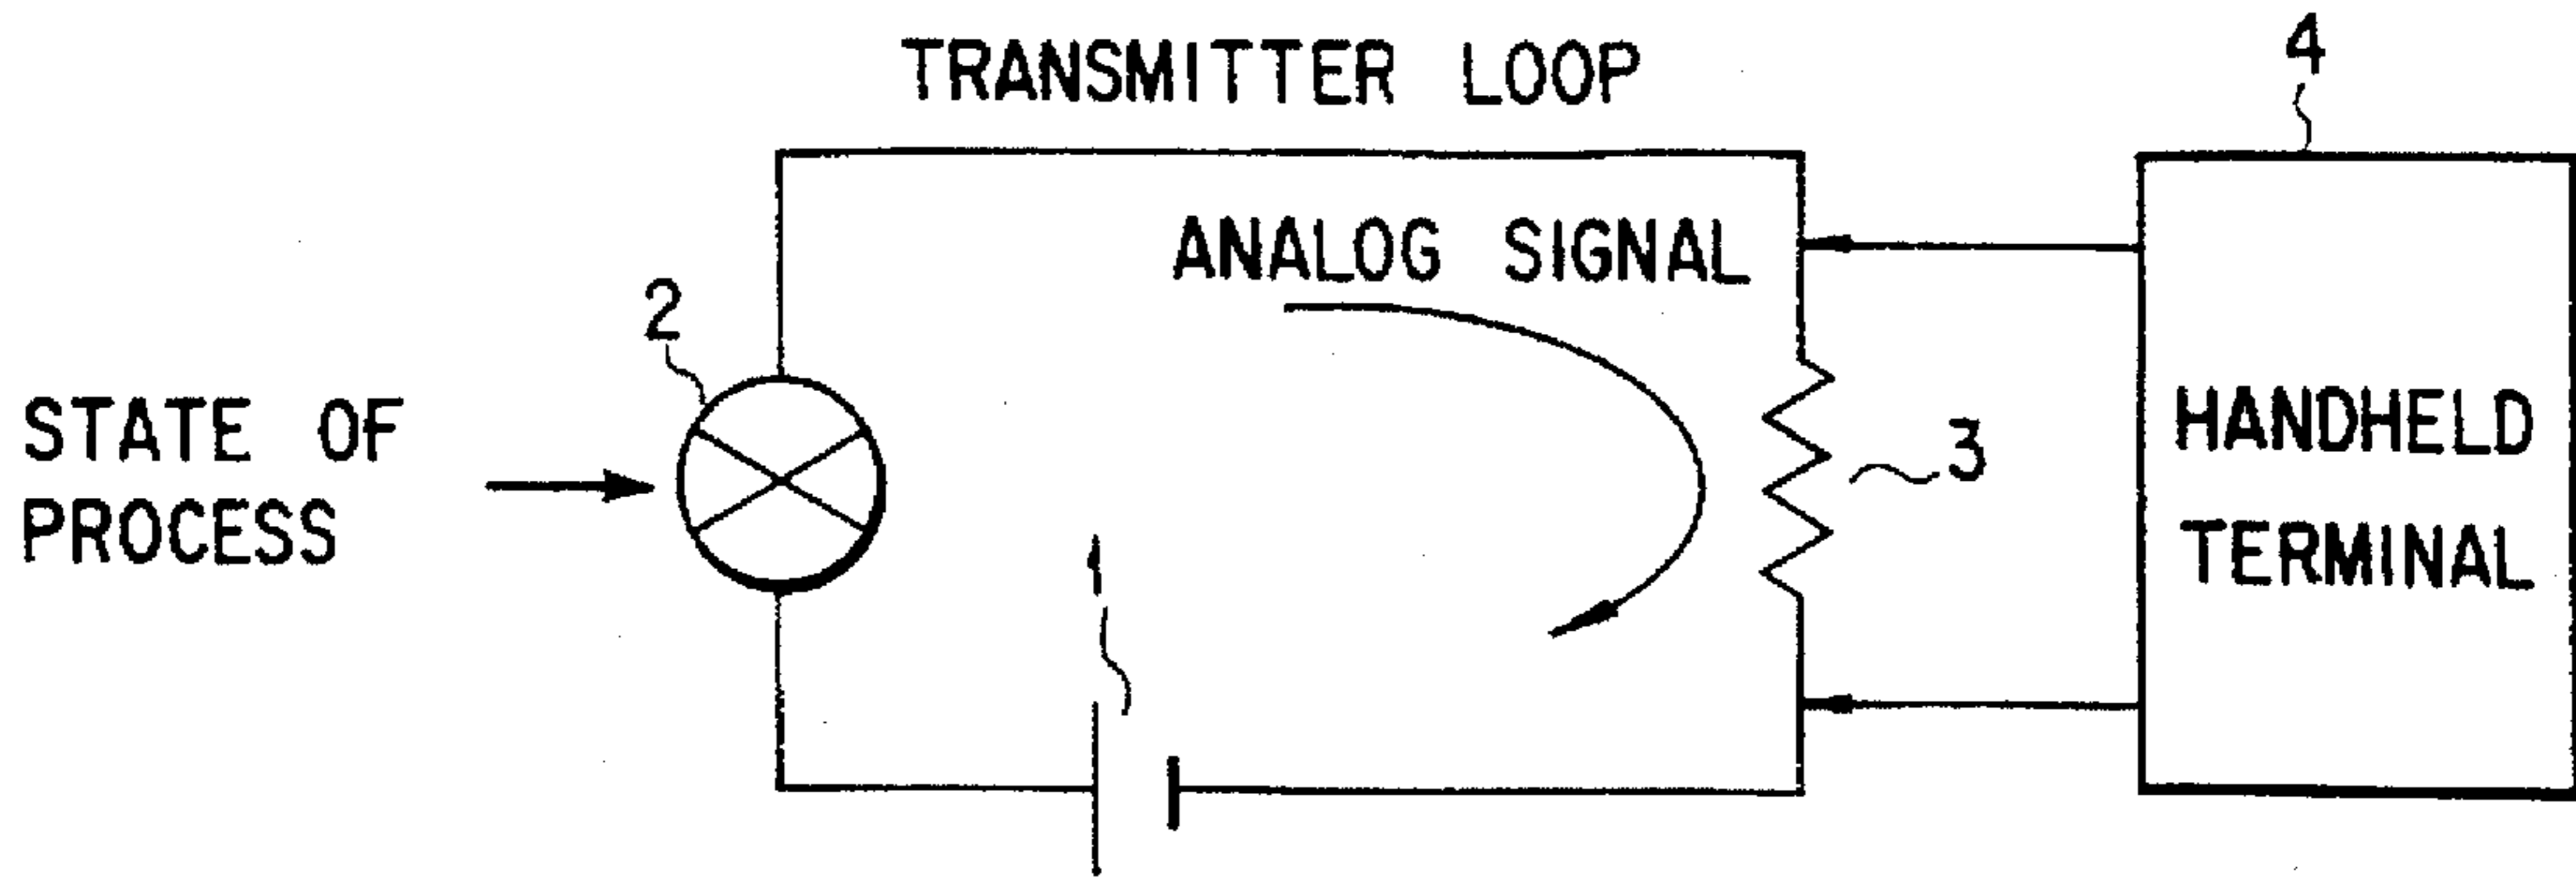 TRANSMITTER LOOP
4
ANALOG SIGNAL
2
STATE OF
PROCESS
3
HANDHELD
TERMINAL
1